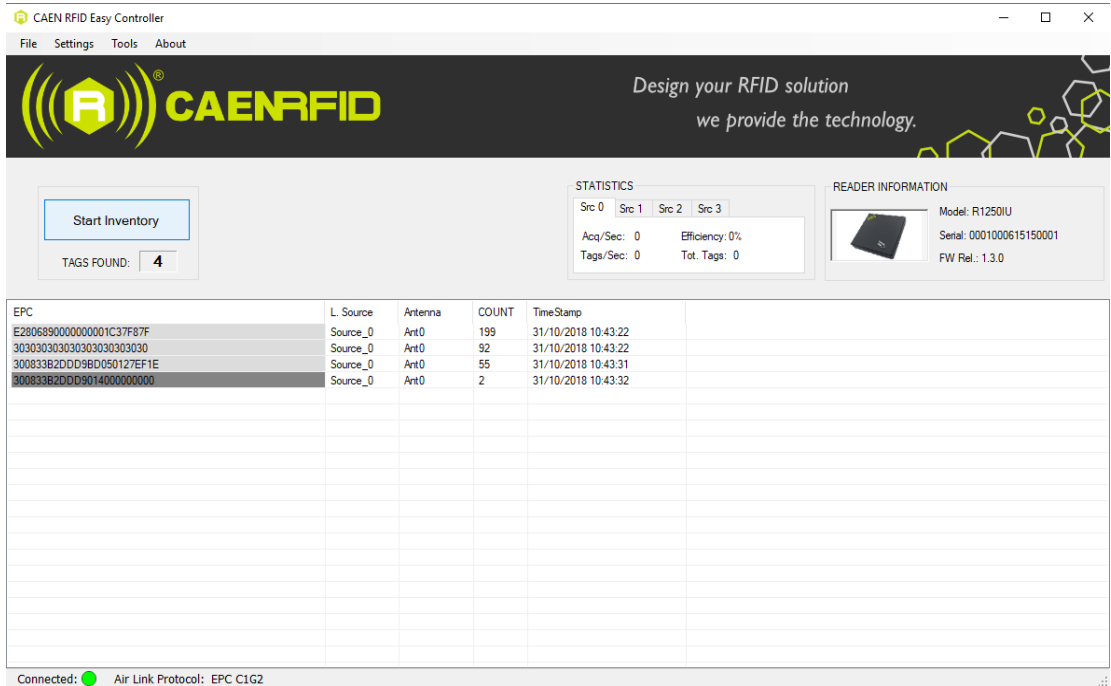 CAEN RFID Easy Controller
File Settings Tools About
(((R)))® CAENRFID
Design your RFID solution
we provide the technology.
Start Inventory
TAGS FOUND: 4
STATISTICS
Src 0 Src 1 Src 2 Src 3
Acq/Sec: 0 Efficiency: 0%
Tags/Sec: 0 Tot. Tags: 0
READER INFORMATION
Model: R1250IU
Serial: 0001000615150001
FW Rel.: 1.3.0
EPC L. Source Antenna COUNT TimeStamp
E2806890000000001C37F87F Source_0 Ant0 199 31/10/2018 10:43:22
303030303030303030303030 Source_0 Ant0 92 31/10/2018 10:43:22
300833B2DDD9BD050127EF1E Source_0 Ant0 55 31/10/2018 10:43:31
300833B2DDD9014000000000 Source_0 Ant0 2 31/10/2018 10:43:32
Connected: Air Link Protocol: EPC C1G2